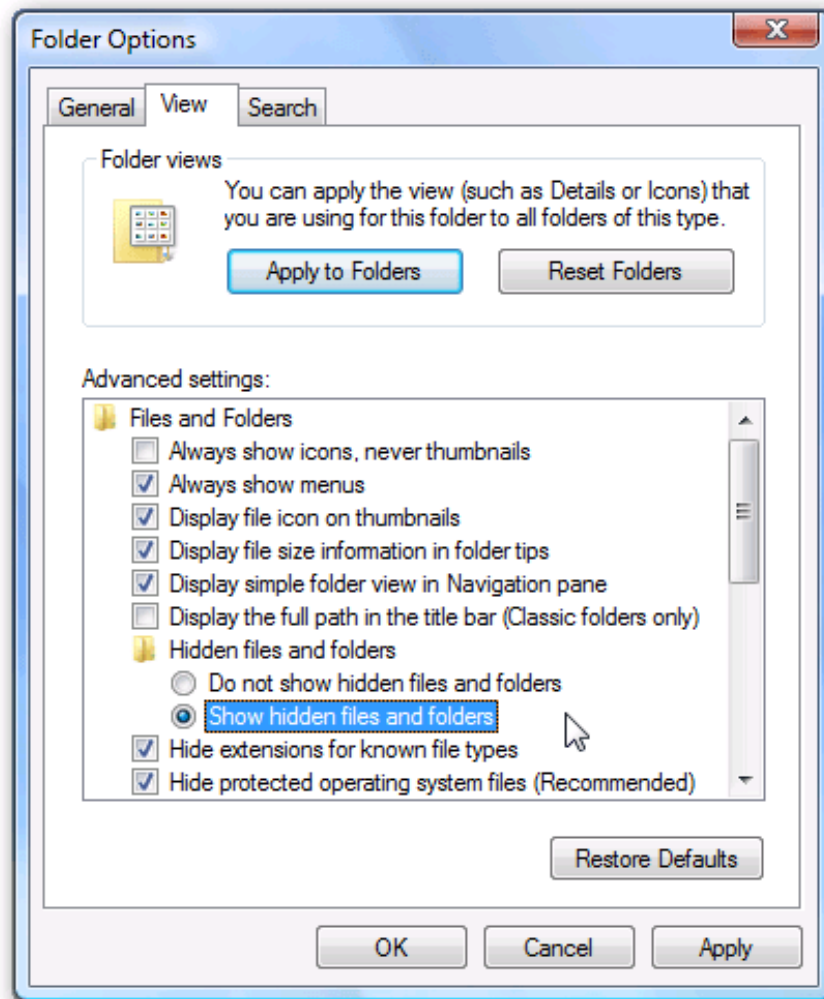 Folder Options
General View Search
Folder views
You can apply the view (such as Details or Icons) that
you are using for this folder to all folders of this type.
Apply to Folders Reset Folders
Advanced settings:
Files and Folders
Always show icons, never thumbnails
Always show menus
Display file icon on thumbnails
Display file size information in folder tips
Display simple folder view in Navigation pane
Display the full path in the title bar (Classic folders only)
Hidden files and folders
Do not show hidden files and folders
Show hidden files and folders
Hide extensions for known file types
Hide protected operating system files (Recommended)
Restore Defaults
OK Cancel Apply